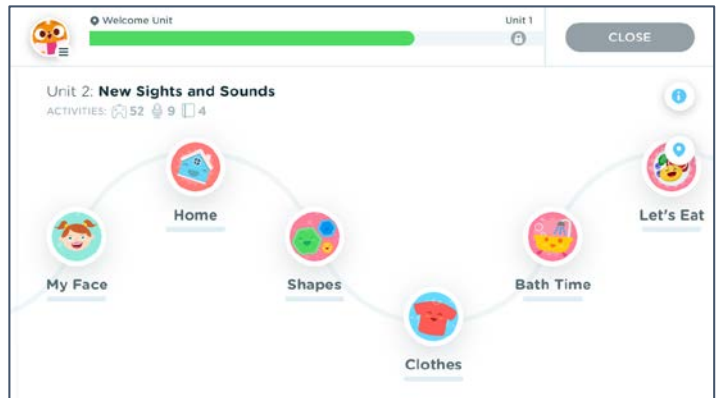 Welcome Unit
Unit 1
CLOSE
Unit 2: New Sights and Sounds
ACTIVITIES: 52 9 4
Home
Let's Eat
My Face
Shapes
Bath Time
Clothes